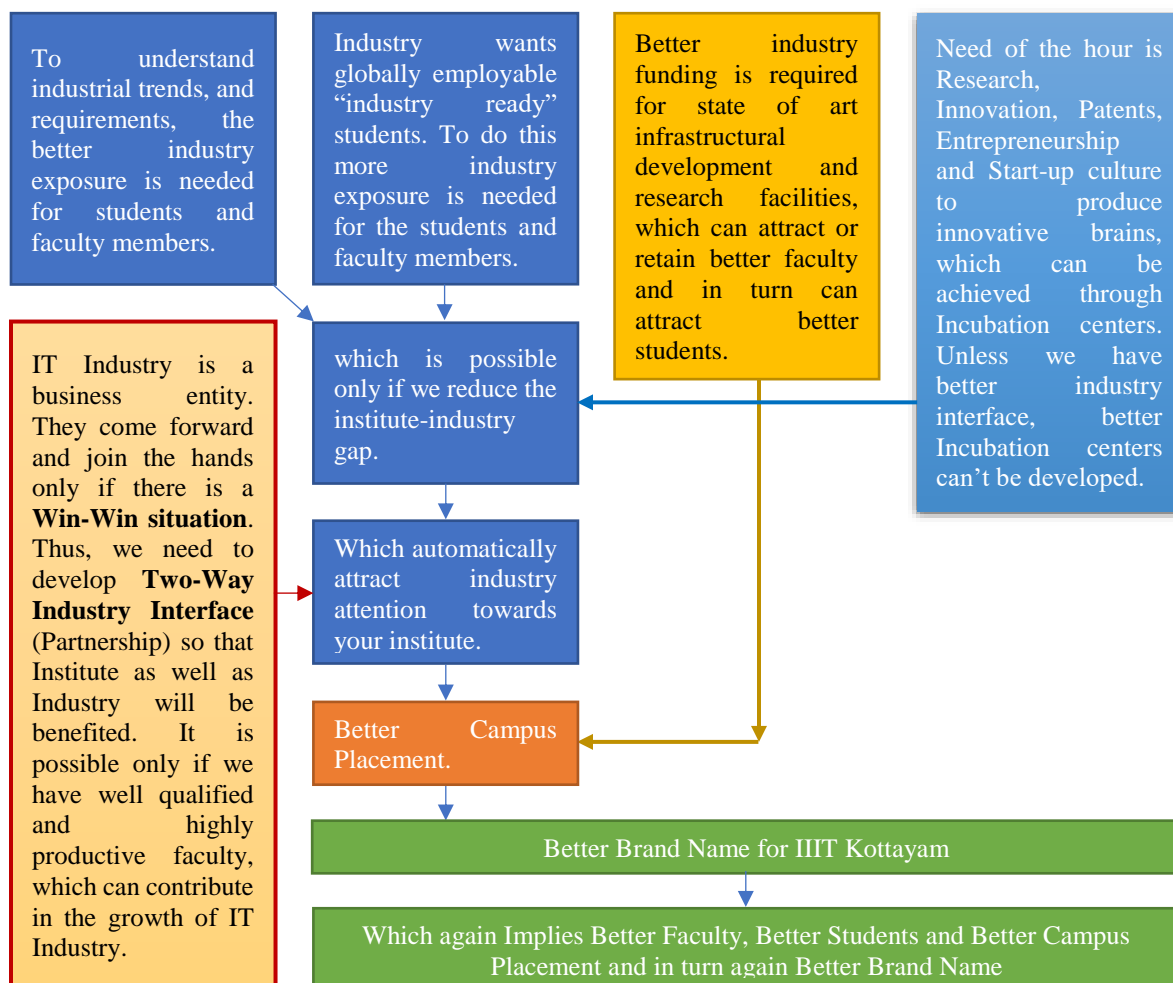 To understand
industrial trends, and
requirements, the
better industry
exposure is needed
for students and
faculty members.
Industry wants
globally employable
“industry ready”
students. To do this
more industry
exposure is needed
for the students and
faculty members.
Better industry
funding is required
for state of art
infrastructural
development and
research facilities,
which can attract or
retain better faculty
and in turn can
attract better
students.
Need of the hour is
Research,
Innovation, Patents,
Entrepreneurship
and Start-up culture
to produce
innovative brains,
which can be
achieved through
Incubation centers.
Unless we have
better industry
interface, better
Incubation centers
can’t be developed.
IT Industry is a
business entity.
They come forward
and join the hands
only if there is a
Win-Win situation.
Thus, we need to
develop Two-Way
Industry Interface
(Partnership) so that
Institute as well as
Industry will be
benefited. It is
possible only if we
have well qualified
and highly
productive faculty,
which can contribute
in the growth of IT
Industry.
which is possible
only if we reduce the
institute-industry
gap.
Which automatically
attract industry
attention towards
your institute.
Better Campus
Placement.
Better Brand Name for IIIT Kottayam
Which again Implies Better Faculty, Better Students and Better Campus
Placement and in turn again Better Brand Name